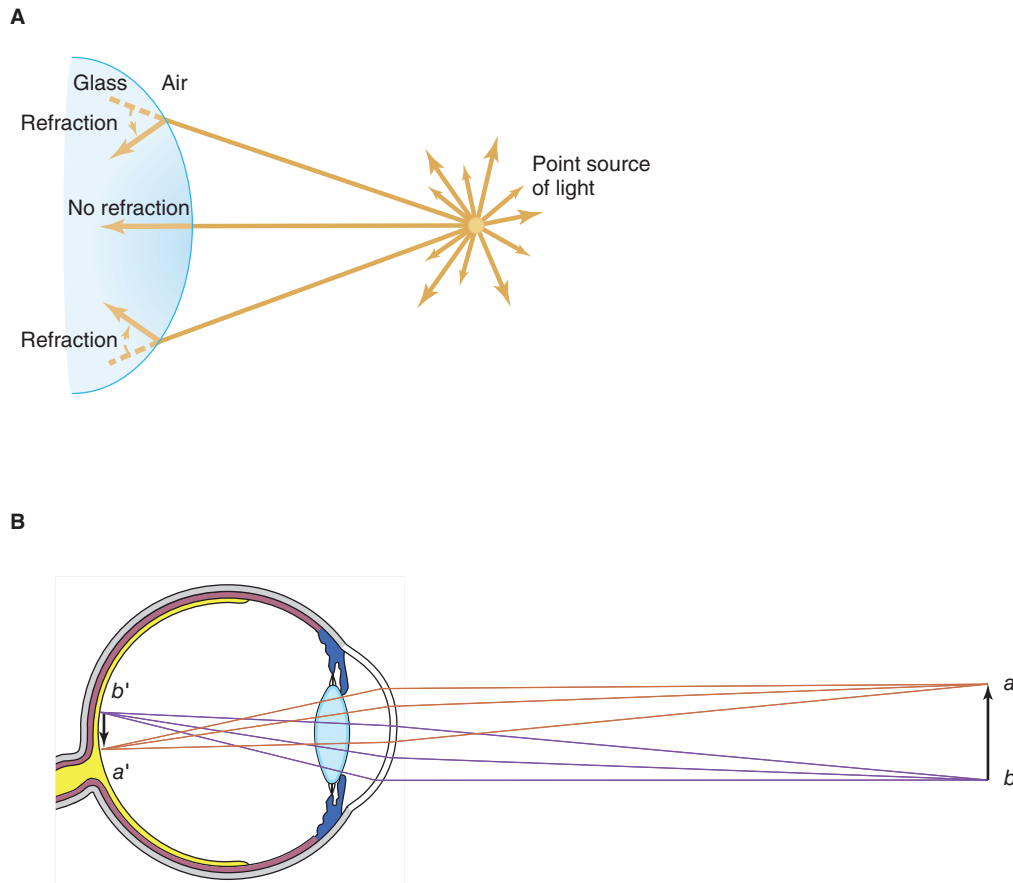 A
Glass Air
Refraction
Point source
of light
No refraction
Refraction
B
a
b'
a'
b